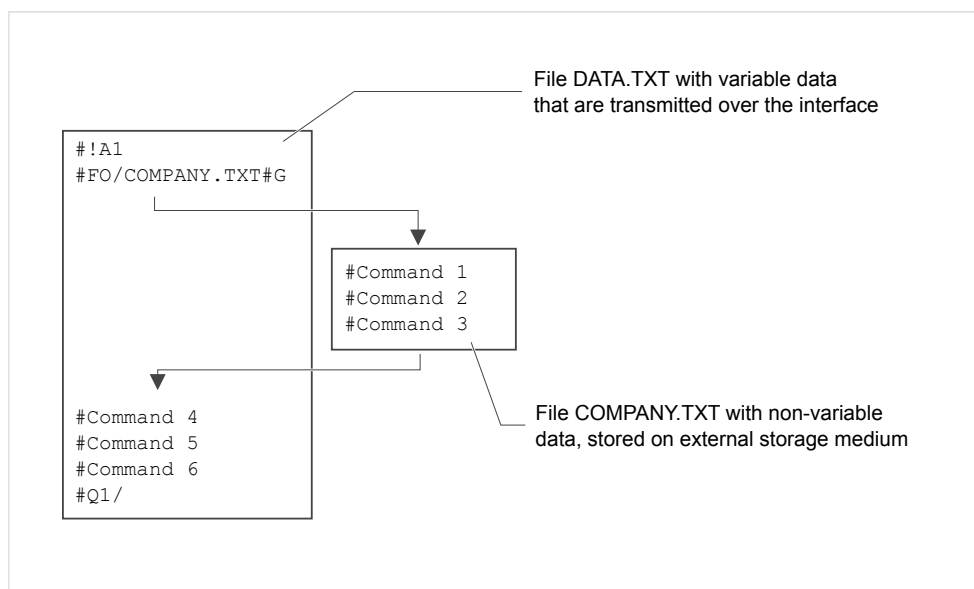 File DATA.TXT with variable data
that are transmitted over the interface
#!A1
#FO/COMPANY.TXT#G
#Command 1
#Command 2
#Command 3
#Command 4
#Command 5
#Command 6
#Q1/
File COMPANY.TXT with non-variable
data, stored on external storage medium